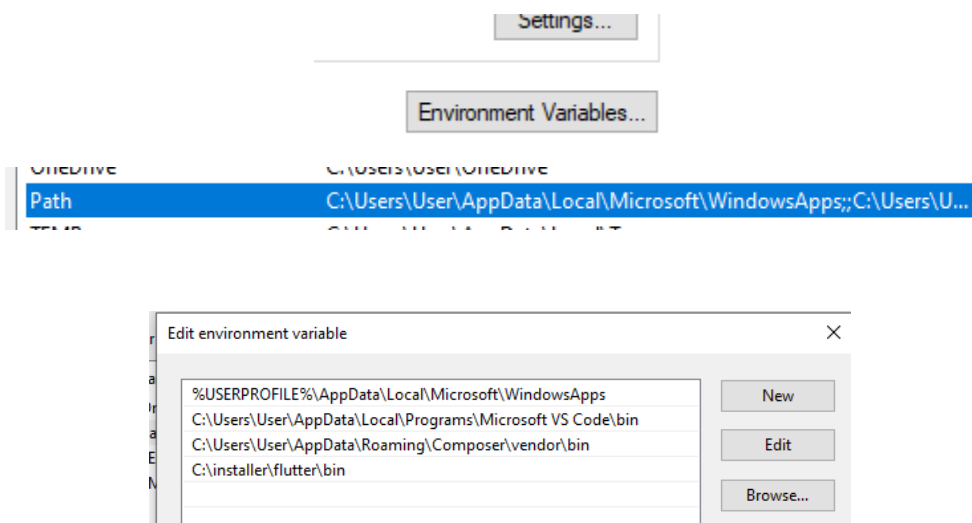 Settings...
Environment Variables...
OneDrive C:\Users\User\OneDrive
Path C:\Users\User\AppData\Local\Microsoft\WindowsApps;;C:\Users\U...
TEMP
Edit environment variable
%USERPROFILE%\AppData\Local\Microsoft\WindowsApps
New
C:\Users\User\AppData\Local\Programs\Microsoft VS Code\bin
C:\Users\User\AppData\Roaming\Composer\vendor\bin
Edit
C:\installer\flutter\bin
Browse...